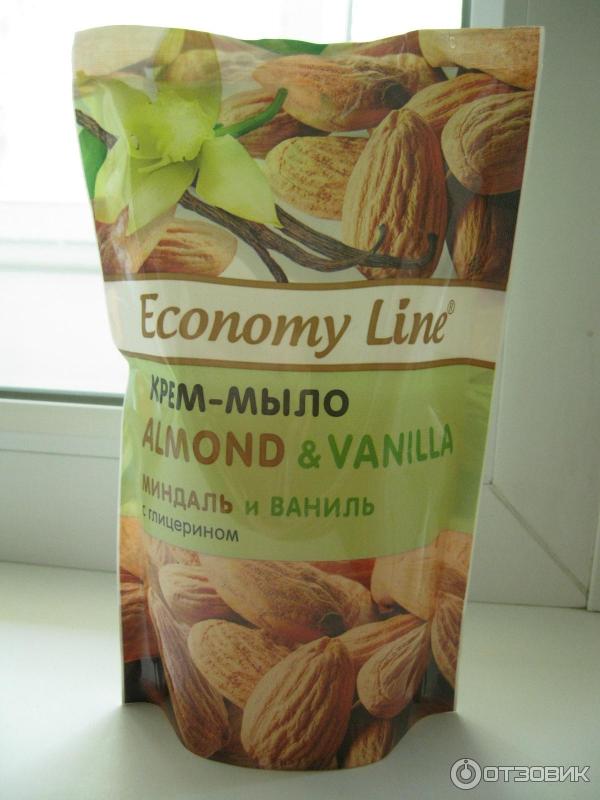 Economy Line®
КРЕМ-МЫЛО
ALMOND & VANILLA
МИНДАЛЬ и ВАНИЛЬ
с глицерином
ОТЗОВИК